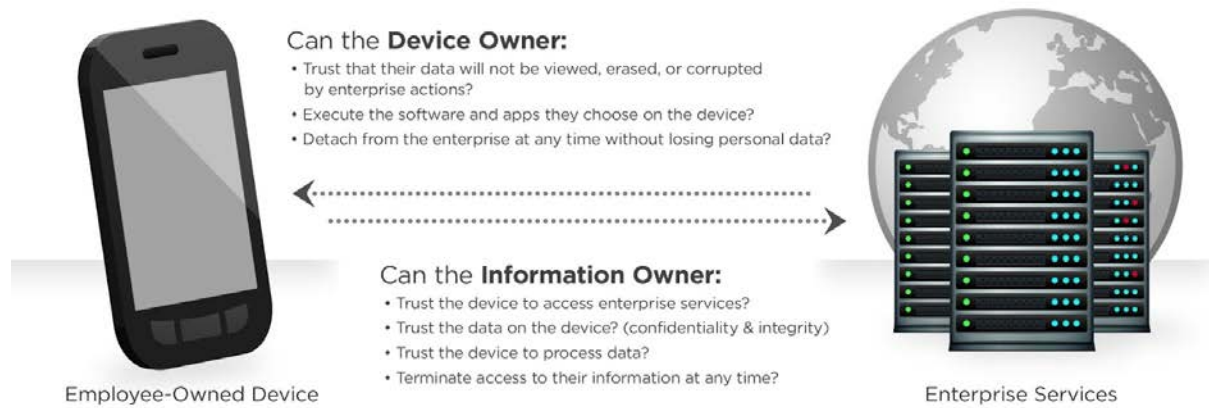 Can the Device Owner:
• Trust that their data will not be viewed, erased, or corrupted
by enterprise actions?
• Execute the software and apps they choose on the device?
• Detach from the enterprise at any time without losing personal data?
Can the Information Owner:
• Trust the device to access enterprise services?
• Trust the data on the device? (confidentiality & integrity)
• Trust the device to process data?
• Terminate access to their information at any time?
Employee-Owned Device
Enterprise Services